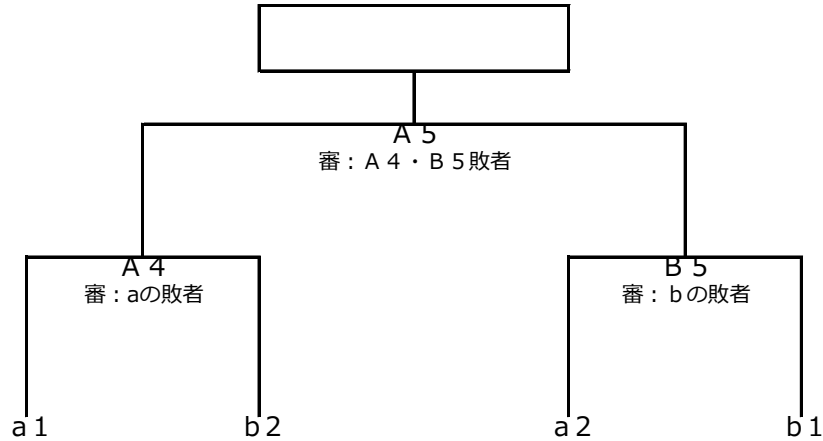 Ａ５
審：Ａ４・Ｂ５敗者
Ａ４
審：aの敗者
Ｂ５
審：ｂの敗者
ａ１
ｂ２
ａ２
ｂ１